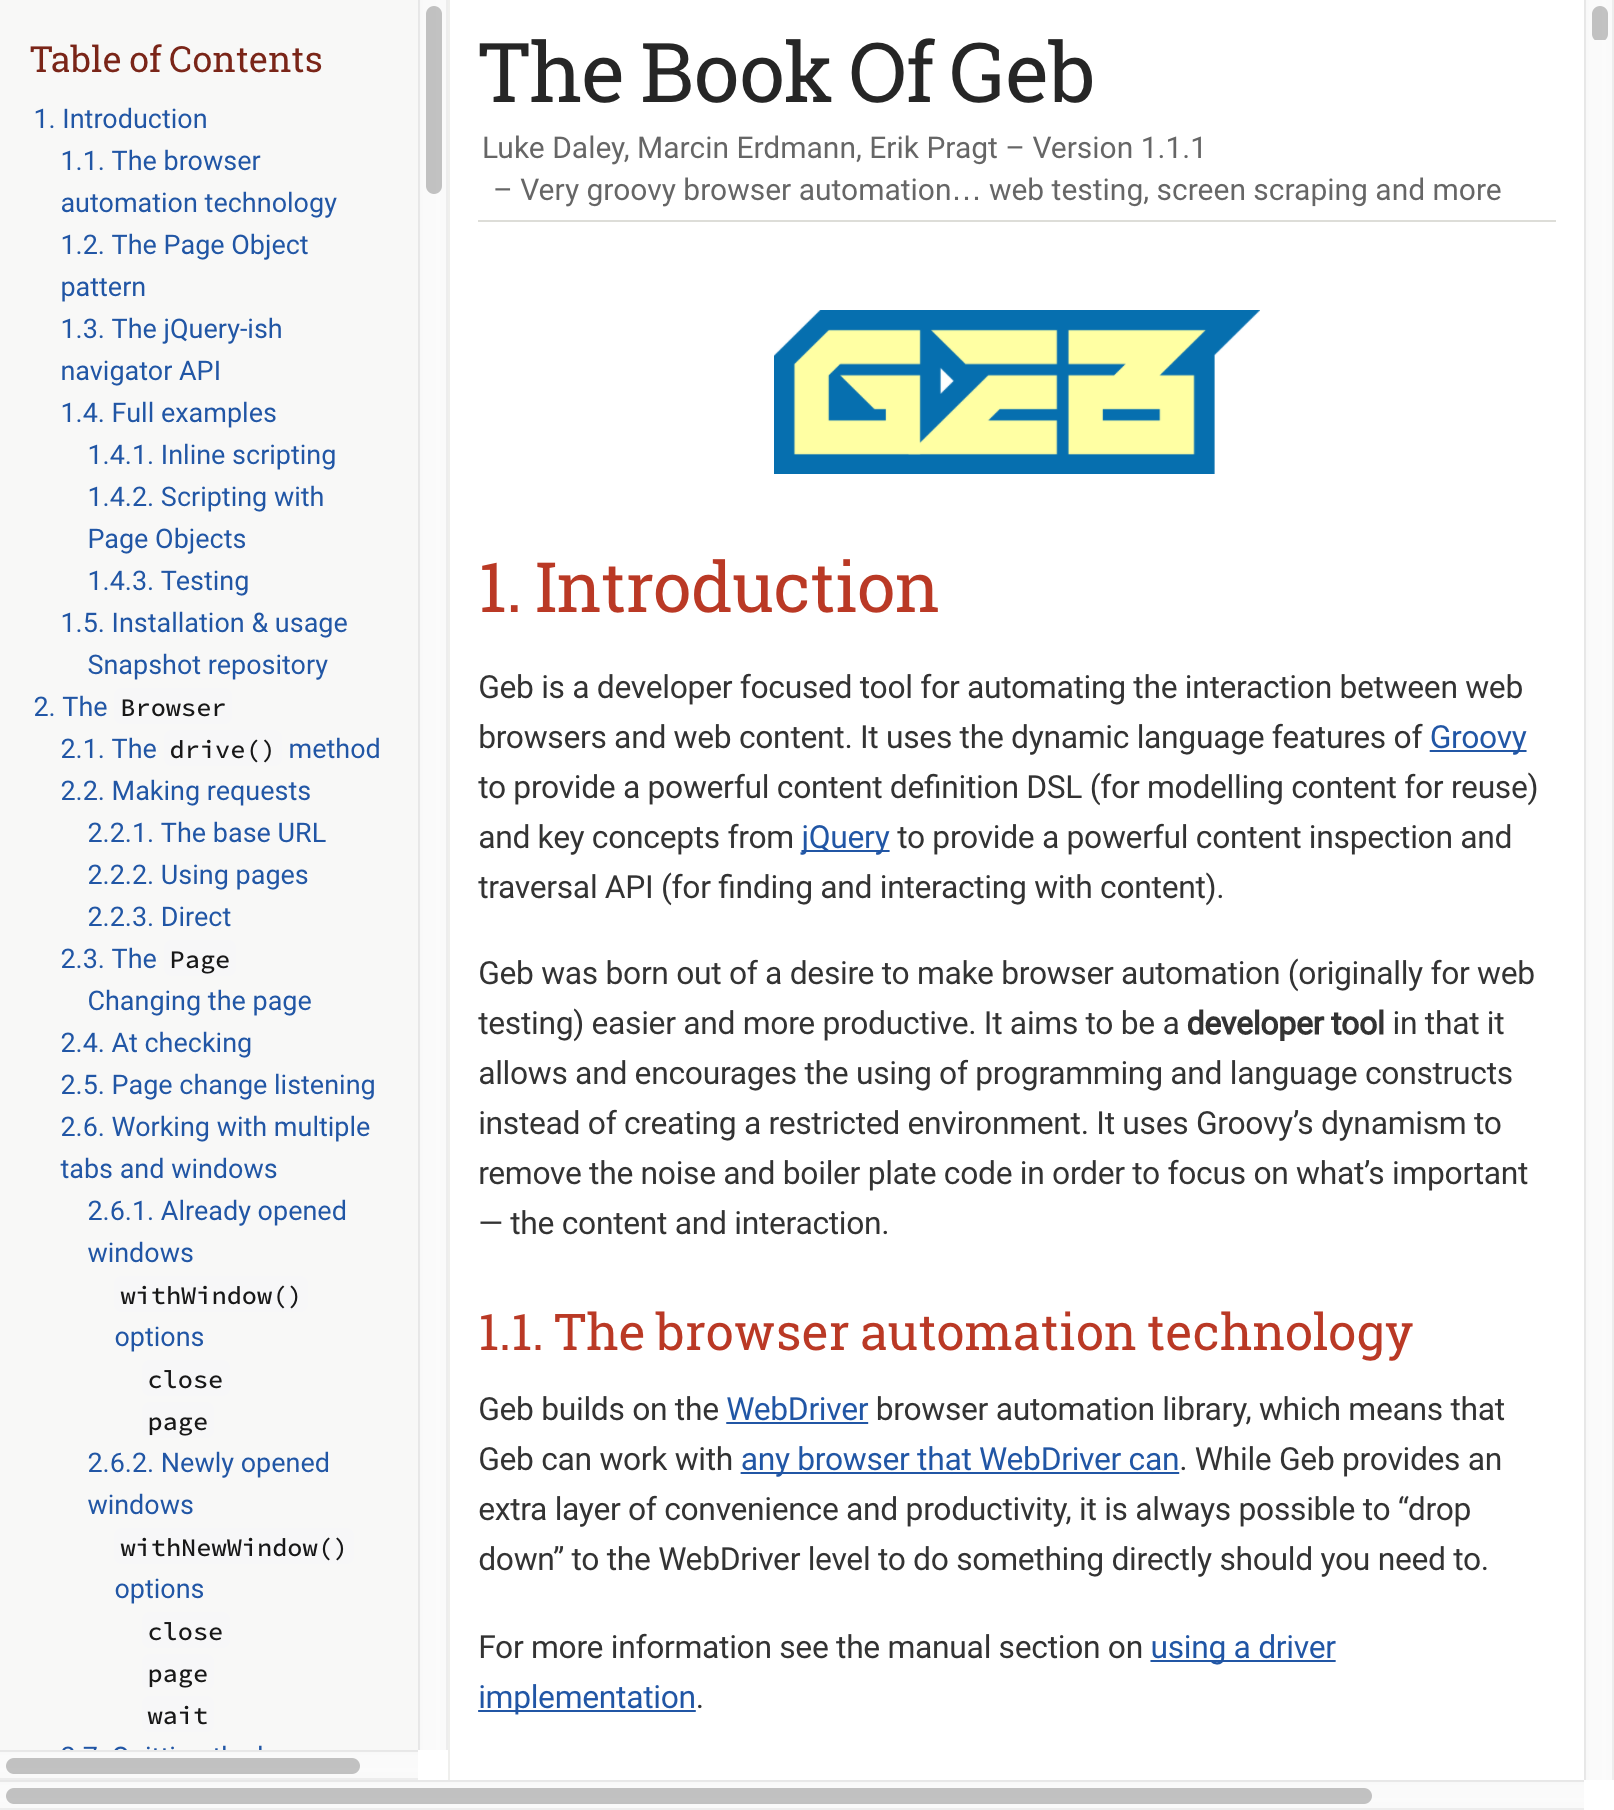 Table of Contents
1. Introduction
1.1. The browser
automation technology
1.2. The Page Object
pattern
1.3. The jQuery-ish
navigator API
1.4. Full examples
1.4.1. Inline scripting
1.4.2. Scripting with
Page Objects
1.4.3. Testing
1.5. Installation & usage
Snapshot repository
2. The Browser
2.1. The drive() method
2.2. Making requests
2.2.1. The base URL
2.2.2. Using pages
2.2.3. Direct
2.3. The Page
Changing the page
2.4. At checking
2.5. Page change listening
2.6. Working with multiple
tabs and windows
2.6.1. Already opened
windows
withWindow()
options
close
page
2.6.2. Newly opened
windows
withNewWindow()
options
close
page
wait
The Book Of Geb
Luke Daley, Marcin Erdmann, Erik Pragt – Version 1.1.1
– Very groovy browser automation… web testing, screen scraping and more
GEB
1. Introduction
Geb is a developer focused tool for automating the interaction between web
browsers and web content. It uses the dynamic language features of Groovy
to provide a powerful content definition DSL (for modelling content for reuse)
and key concepts from jQuery to provide a powerful content inspection and
traversal API (for finding and interacting with content).
Geb was born out of a desire to make browser automation (originally for web
testing) easier and more productive. It aims to be a developer tool in that it
allows and encourages the using of programming and language constructs
instead of creating a restricted environment. It uses Groovy’s dynamism to
remove the noise and boiler plate code in order to focus on what’s important
— the content and interaction.
1.1. The browser automation technology
Geb builds on the WebDriver browser automation library, which means that
Geb can work with any browser that WebDriver can. While Geb provides an
extra layer of convenience and productivity, it is always possible to “drop
down” to the WebDriver level to do something directly should you need to.
For more information see the manual section on using a driver
implementation.